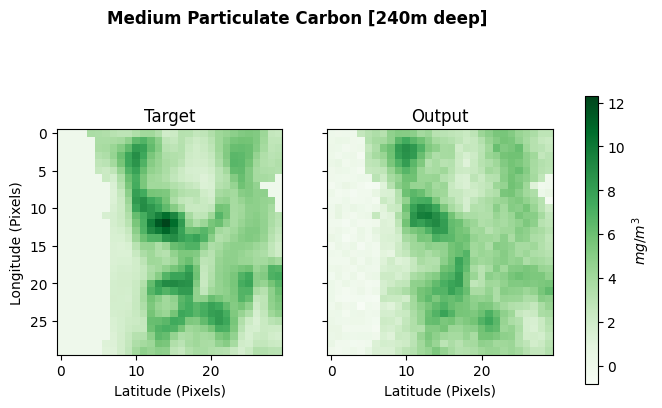 Medium Particulate Carbon [240m deep]
Target
Output
0
5
10
15
20
25
Longitude (Pixels)
0
10
20
Latitude (Pixels)
0
10
20
Latitude (Pixels)
12
10
8
6
4
2
0
mg/m³